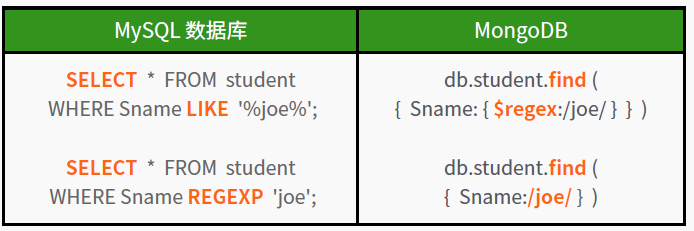 MySQL 数据库
MongoDB
SELECT * FROM student
WHERE Sname LIKE '%joe%';
db.student.find (
{ Sname: { $regex:/joe/ } } )
SELECT * FROM student
WHERE Sname REGEXP 'joe';
db.student.find (
{ Sname:/joe/ } )